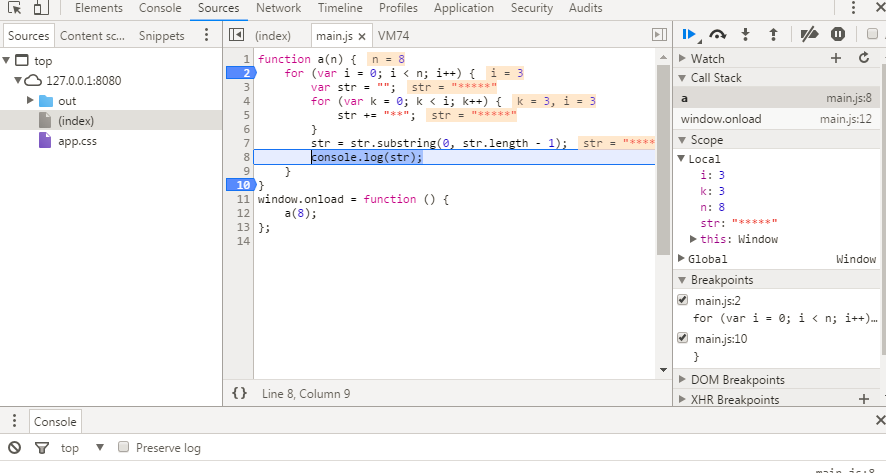 Elements Console Sources Network Timeline Profiles Application Security Audits
Sources Content sc... Snippets
(index) main.js × VM74
top
127.0.0.1:8080
out
(index)
app.css
1 function a(n) { n = 8
2 for (var i = 0; i < n; i++) { i = 3
3 var str = ""; str = "*****"
4 for (var k = 0; k < i; k++) { k = 3, i = 3
5 str += "**"; str = "*****"
6 }
7 str = str.substring(0, str.length - 1); str = "****
8 console.log(str);
9 }
10 }
11 window.onload = function () {
12 a(8);
13 };
14
{} Line 8, Column 9
Watch
Call Stack
a main.js:8
window.onload main.js:12
Scope
Local
i: 3
k: 3
n: 8
str: "*****"
this: Window
Global Window
Breakpoints
main.js:2
for (var i = 0; i < n; i++)…
main.js:10
}
DOM Breakpoints
XHR Breakpoints
Console
top Preserve log
main.js:8